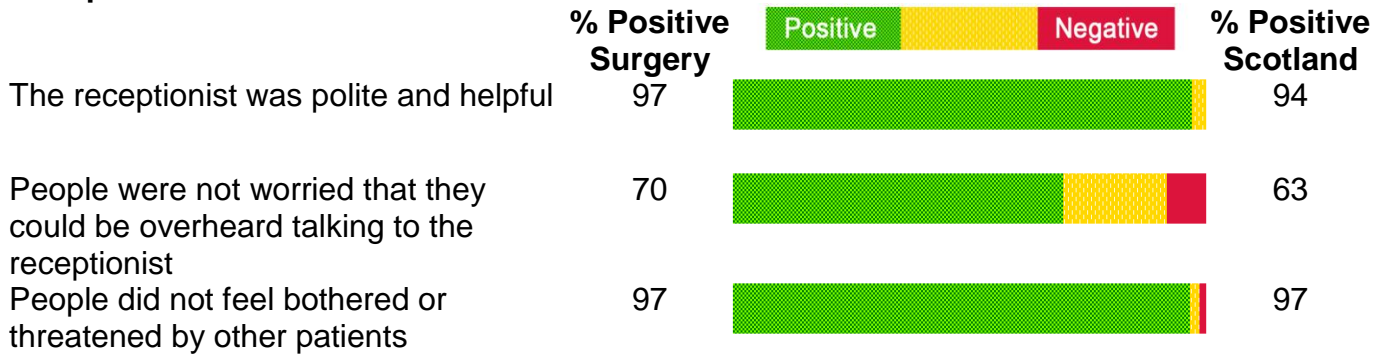 % Positive Surgery
Positive Negative
% Positive Scotland
The receptionist was polite and helpful 97 94
People were not worried that they 70 63
could be overheard talking to the
receptionist
People did not feel bothered or 97 97
threatened by other patients